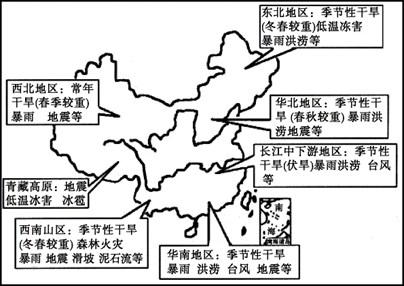 东北地区：季节性干旱
(冬春较重)低温冻害
暴雨洪涝等
西北地区：常年
干旱(春季较重)
暴雨 地震等
华北地区：季节性干
旱(春秋较重)暴雨洪
涝地震等
长江中下游地区：季节性
干旱(伏旱)暴雨洪涝 台风
等
青藏高原：地震
低温冰害 冰雹
西南山区：季节性干旱
(冬春较重) 森林火灾
暴雨 地震 滑坡 泥石流等
华南地区：季节性干旱
暴雨 洪涝 台风 地震等
南
海